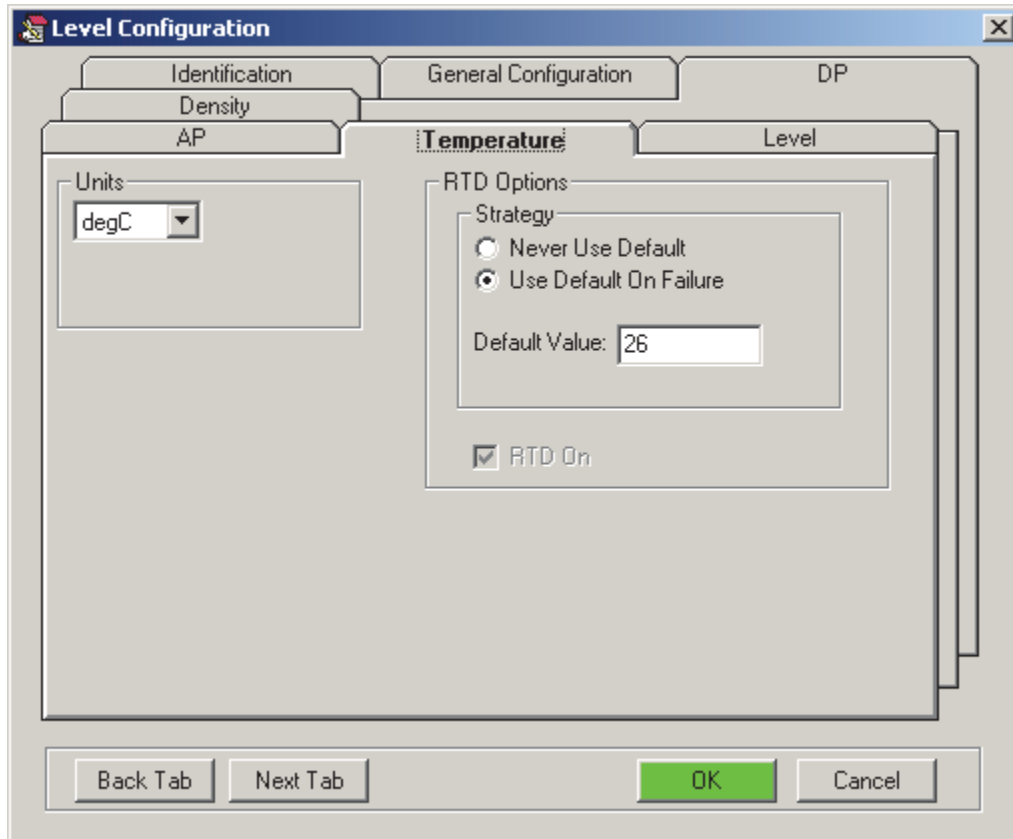 Level Configuration
Identification
General Configuration
DP
Density
AP
Temperature
Level
Units
degC
RTD Options
Strategy
Never Use Default
Use Default On Failure
Default Value: 26
RTD On
Back Tab
Next Tab
OK
Cancel